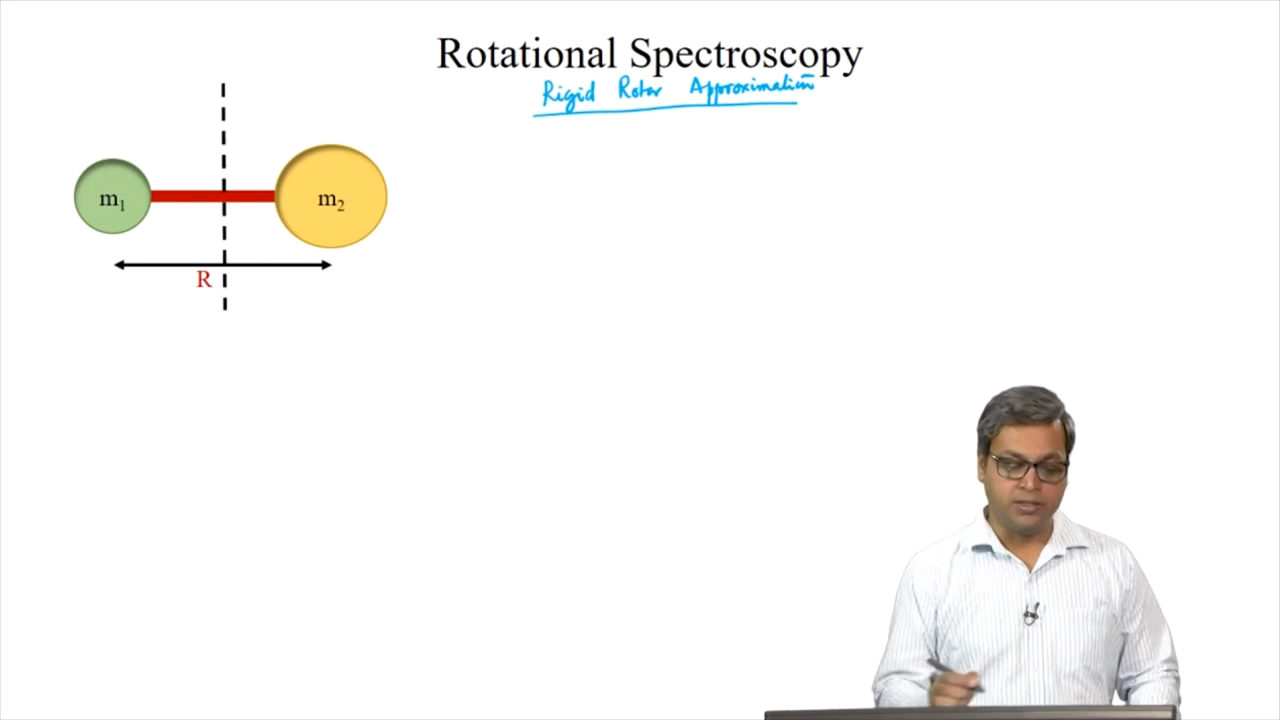 Rotational Spectroscopy
Rigid Rotor Approximation
m₁
m₂
R